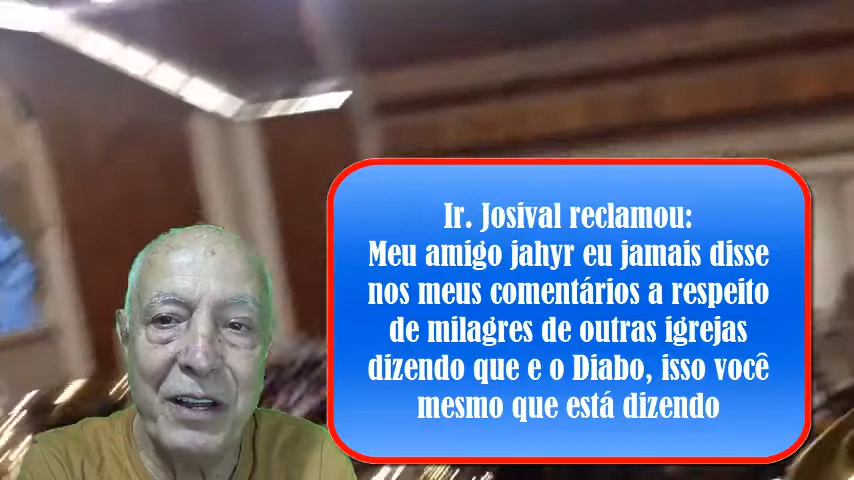 Ir. Josival reclamou:
Meu amigo jahyr eu jamais disse
nos meus comentários a respeito
de milagres de outras igrejas
dizendo que e o Diabo, isso você
mesmo que está dizendo